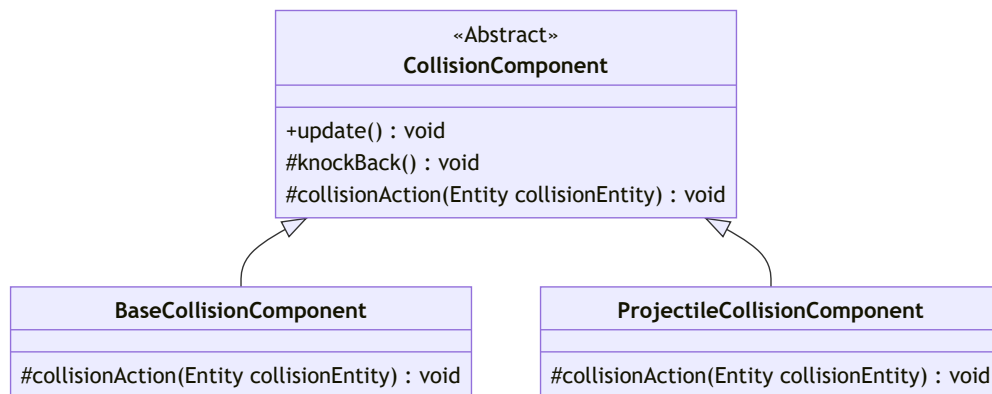 «Abstract»
CollisionComponent
+update() : void
#knockBack() : void
#collisionAction(Entity collisionEntity) : void
BaseCollisionComponent
#collisionAction(Entity collisionEntity) : void
ProjectileCollisionComponent
#collisionAction(Entity collisionEntity) : void